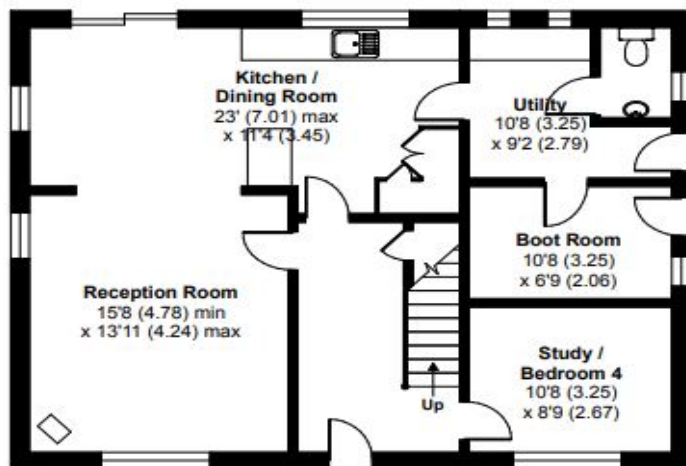 Kitchen /
Dining Room
23' (7.01) max
x 11'4 (3.45)
Utility
10'8 (3.25)
x 9'2 (2.79)
Boot Room
10'8 (3.25)
x 6'9 (2.06)
Reception Room
15'8 (4.78) min
x 13'11 (4.24) max
Study /
Bedroom 4
10'8 (3.25)
x 8'9 (2.67)
Up